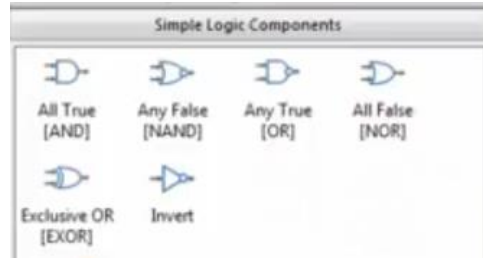 Simple Logic Components
All True Any False Any True All False
[AND] [NAND] [OR] [NOR]
Exclusive OR Invert
[EXOR]